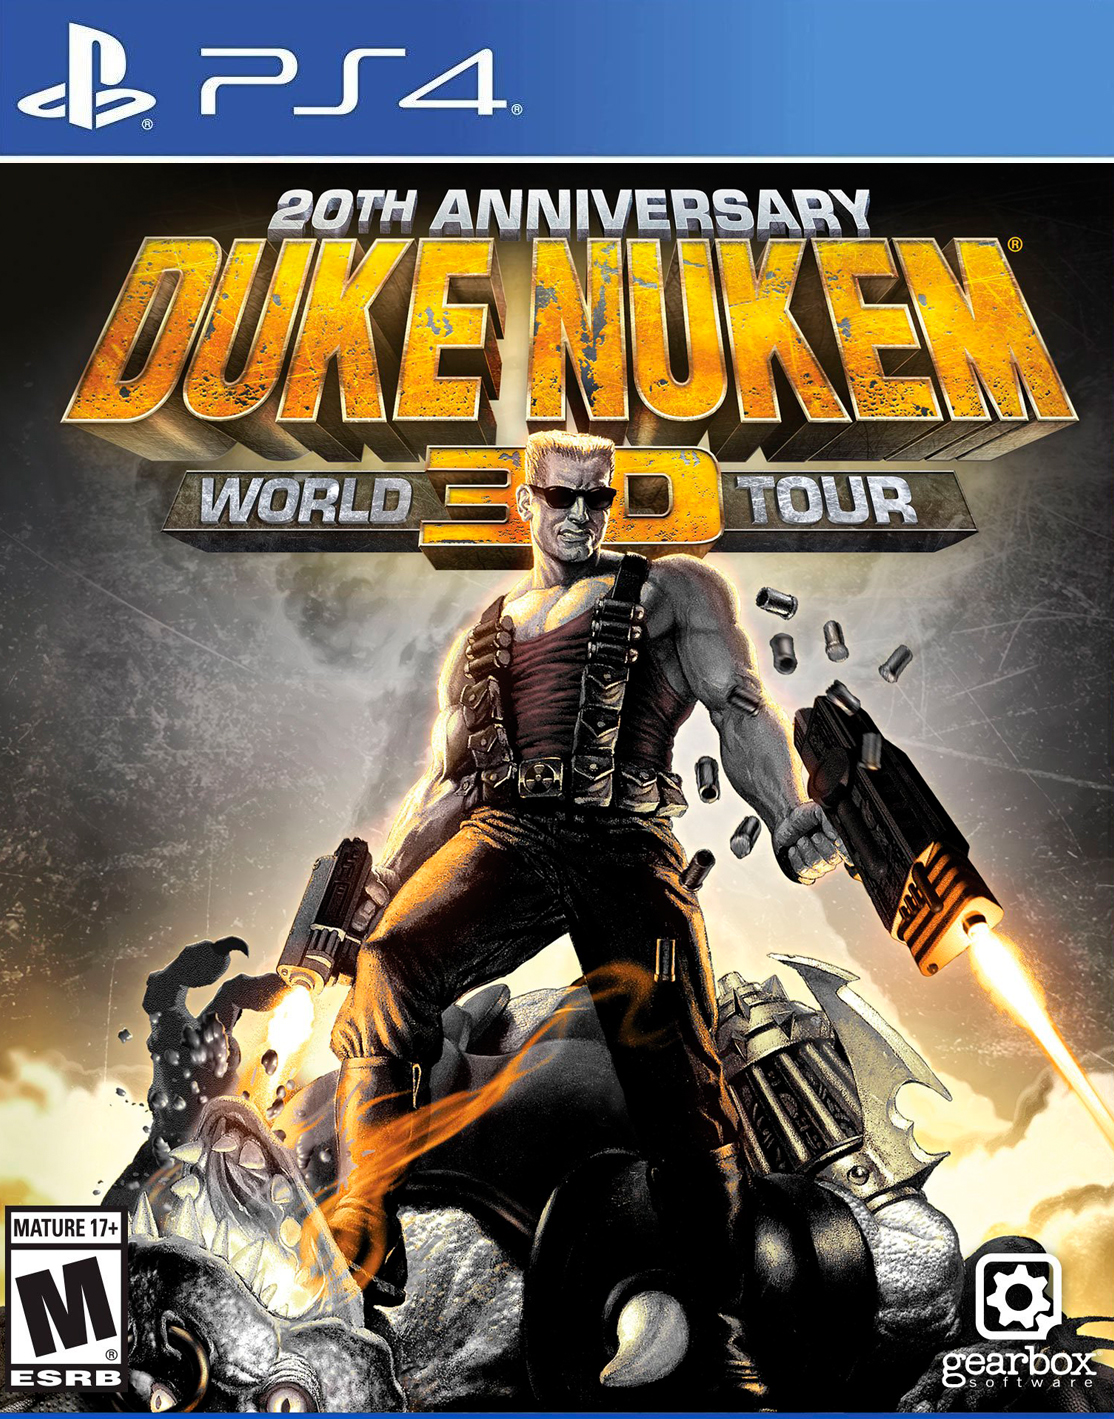 PS4®
20TH ANNIVERSARY
DUKE NUKEM®
WORLD 3D TOUR
MATURE 17+
M®
ESRB
gearbox
software